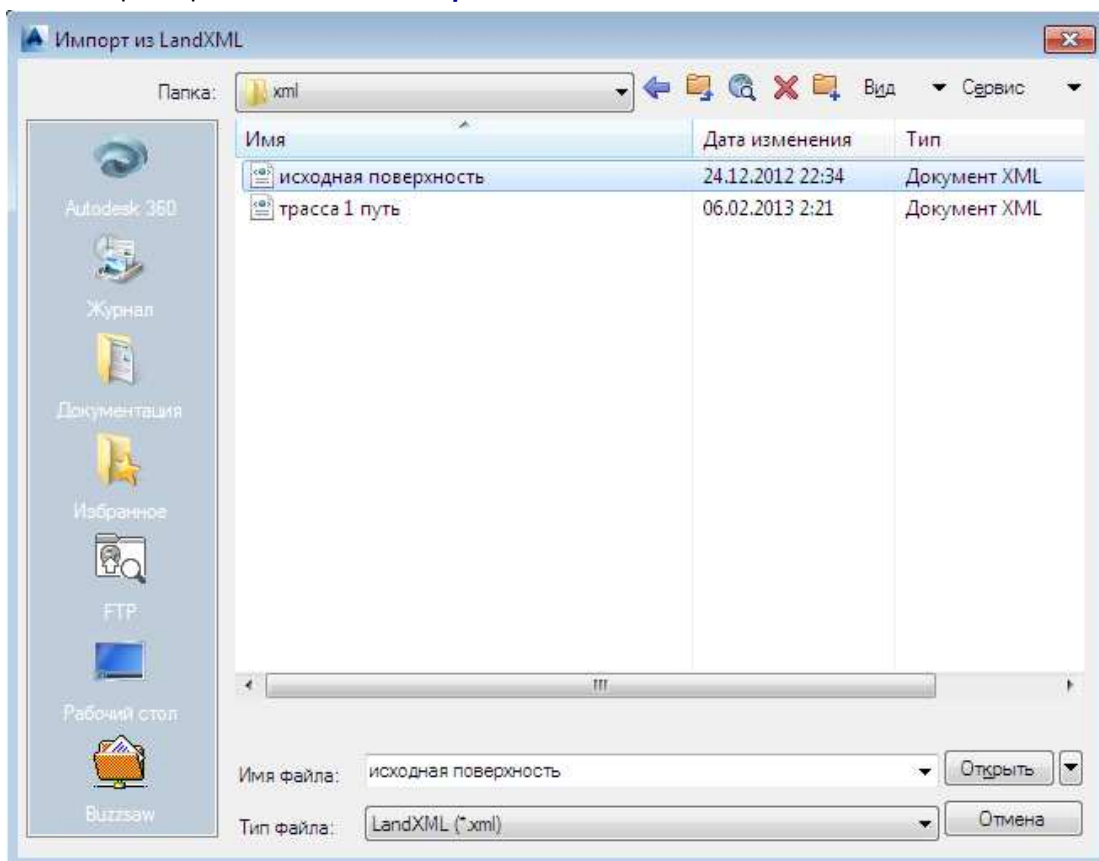 Импорт из LandXML
Папка: xml Вид Сервис
Имя Дата изменения Тип
исходная поверхность 24.12.2012 22:34 Документ XML
трасса 1 путь 06.02.2013 2:21 Документ XML
Autodesk 360
Журнал
Документация
Избранное
FTP
Рабочий стол
Buzzsaw
Имя файла: исходная поверхность Открыть
Тип файла: LandXML (*.xml) Отмена